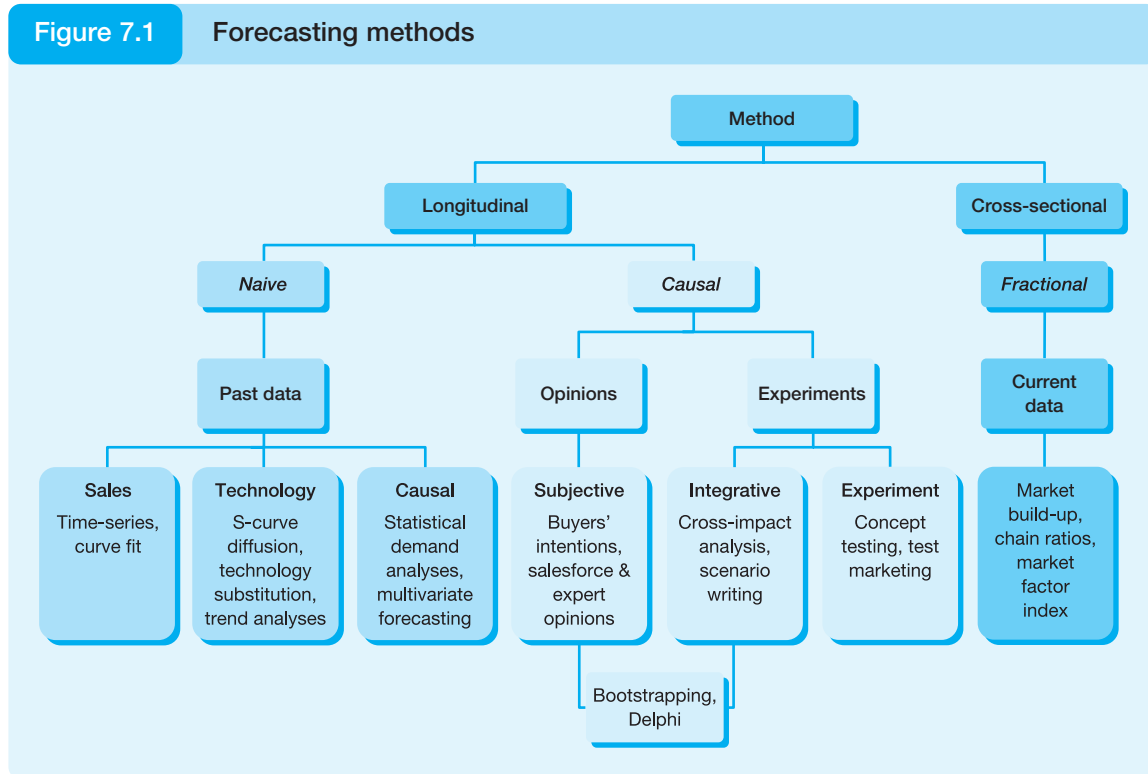 Figure 7.1
Forecasting methods
Method
Longitudinal
Cross-sectional
Naive
Causal
Fractional
Past data
Opinions
Experiments
Current
data
Sales
Time-series,
curve fit
Technology
S-curve
diffusion,
technology
substitution,
trend analyses
Causal
Statistical
demand
analyses,
multivariate
forecasting
Subjective
Buyers'
intentions,
salesforce &
expert
opinions
Integrative
Cross-impact
analysis,
scenario
writing
Experiment
Concept
testing, test
marketing
Market
build-up,
chain ratios,
market
factor
index
Bootstrapping,
Delphi